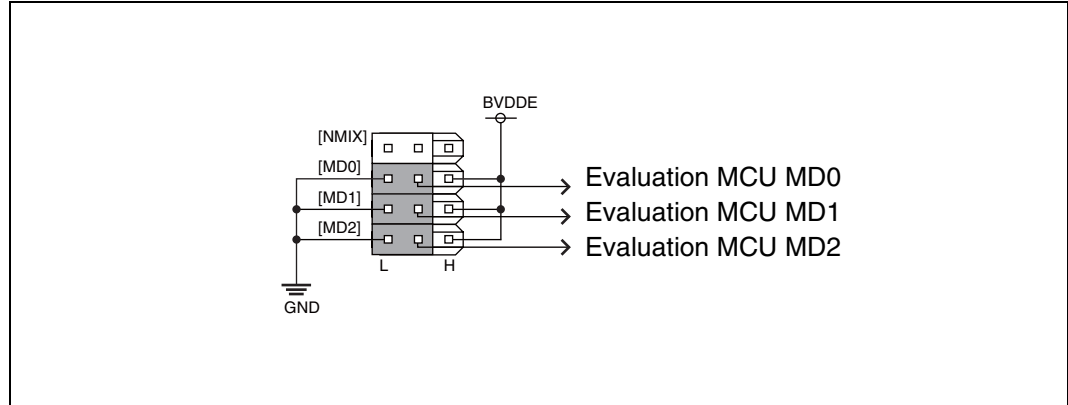 BVDDE
[NMIX]
[MD0]
Evaluation MCU MD0
[MD1]
Evaluation MCU MD1
[MD2]
Evaluation MCU MD2
L H
GND